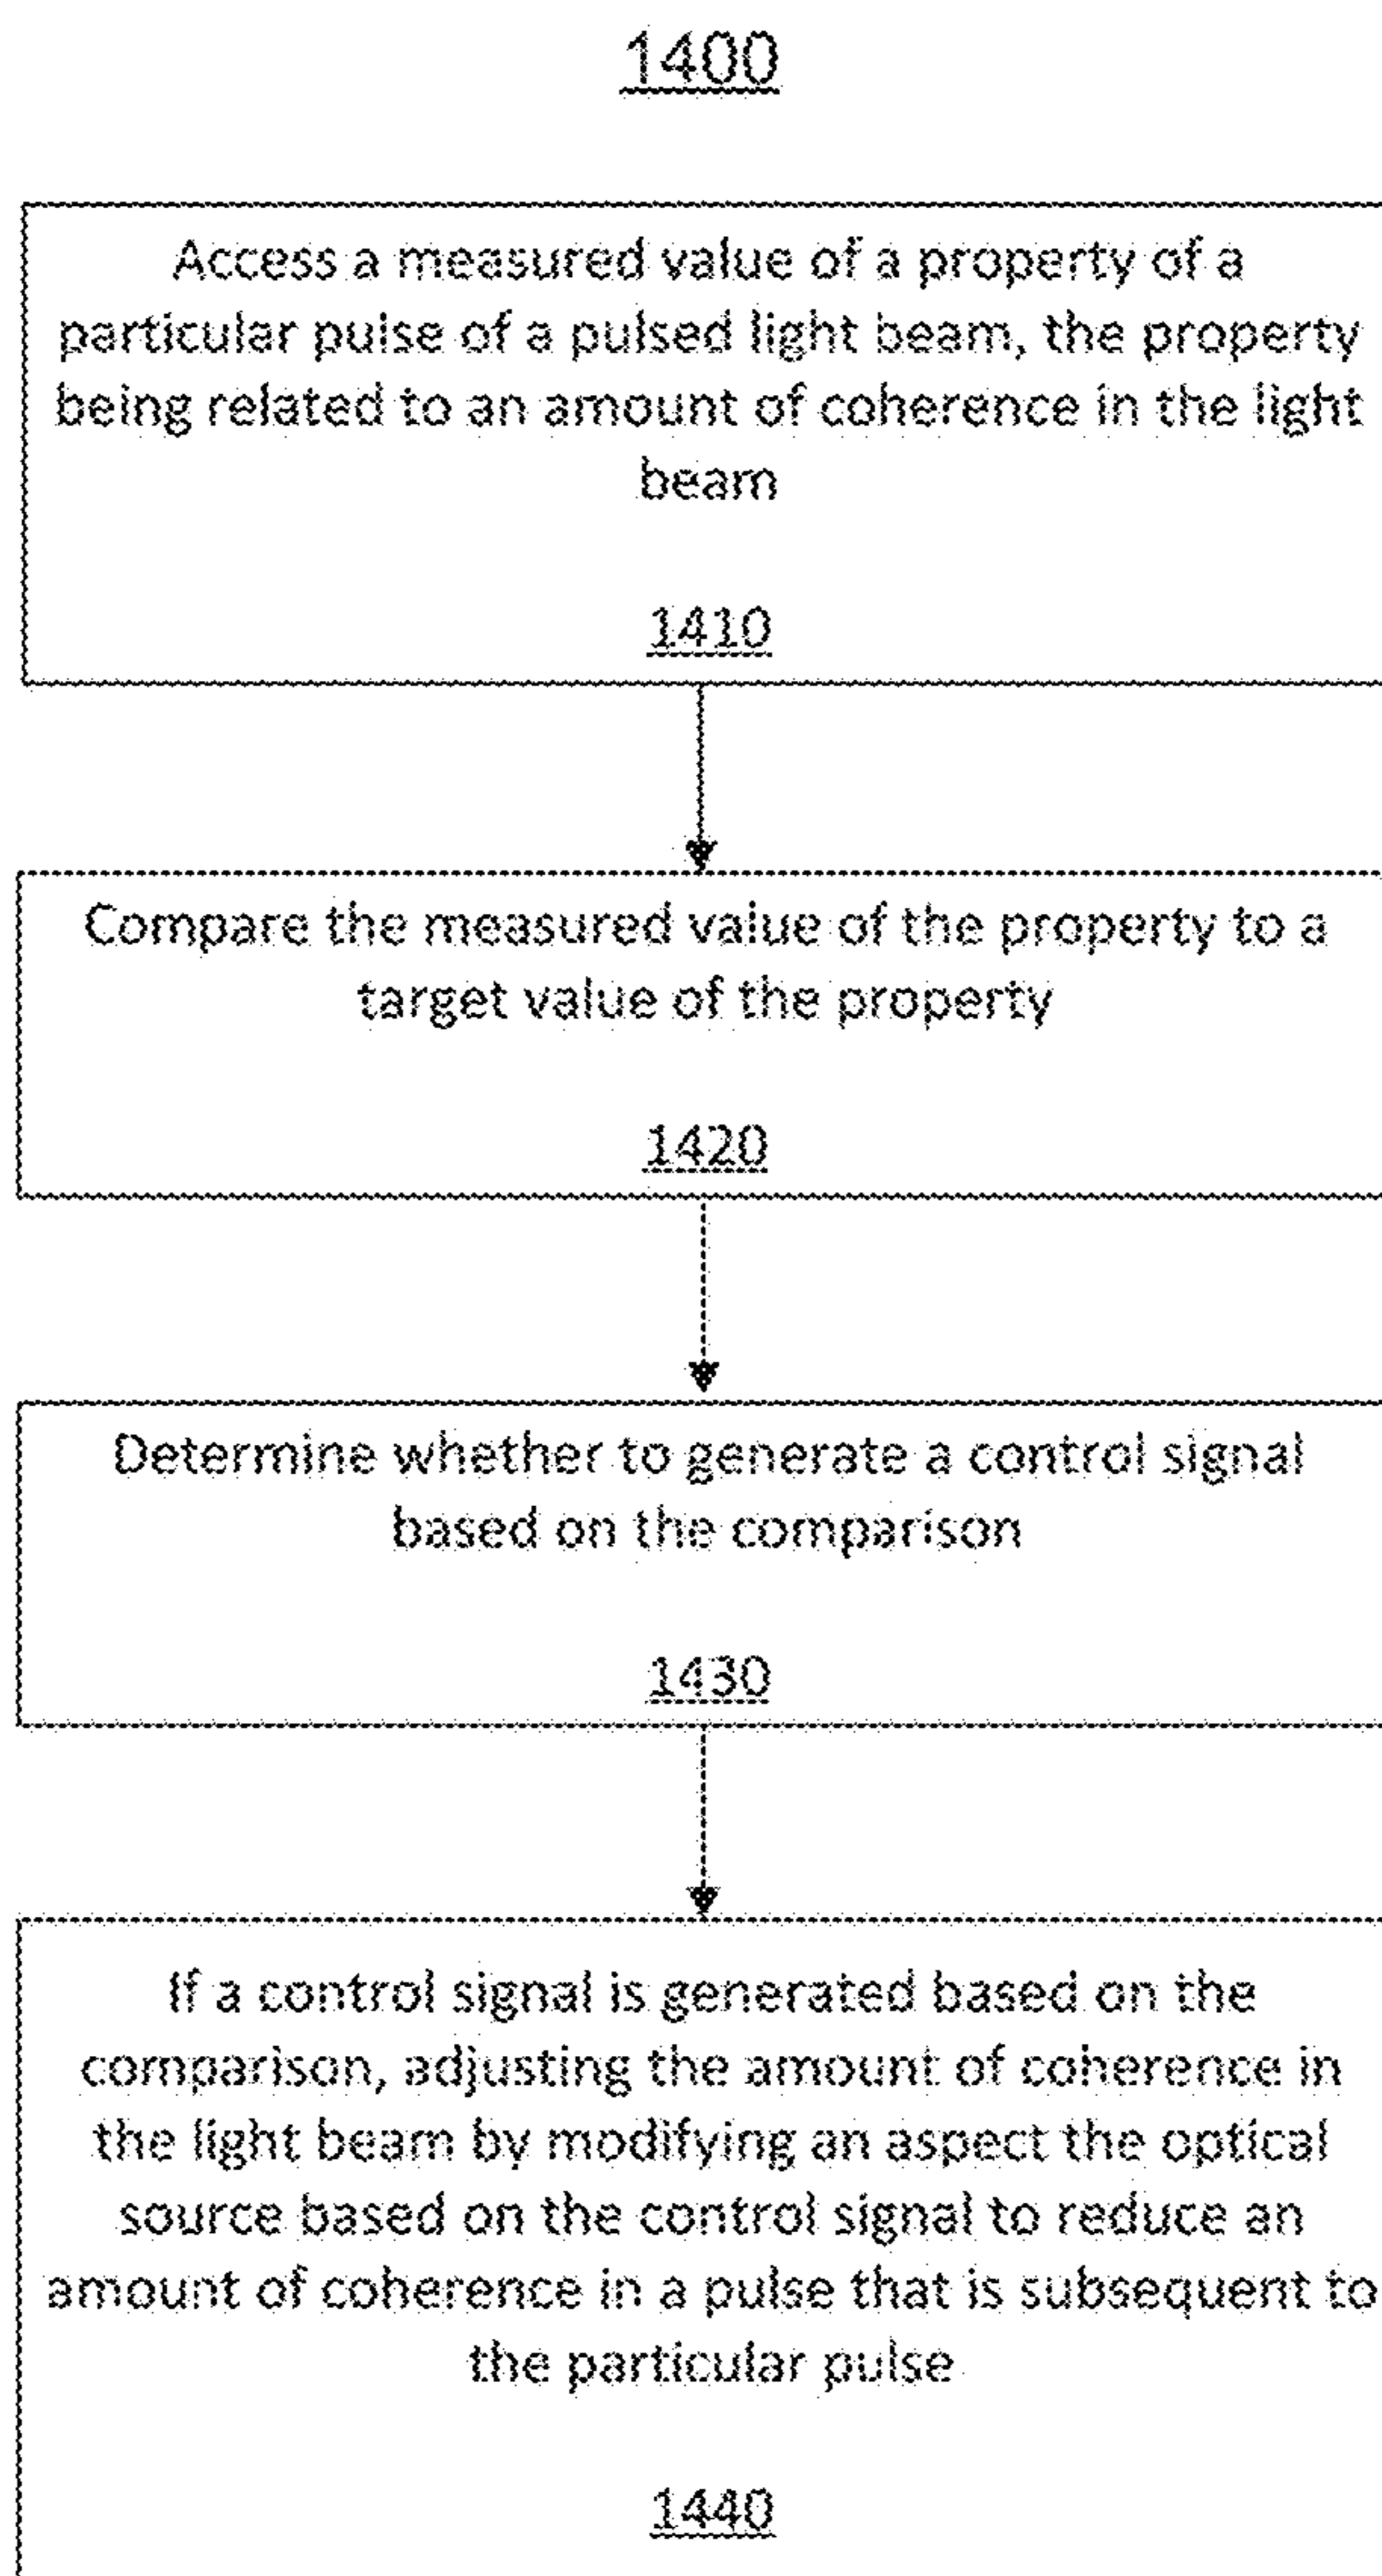 1400
Access a measured value of a property of a
particular pulse of a pulsed light beam, the property
being related to an amount of coherence in the light
beam
1410
Compare the measured value of the property to a
target value of the property
1420
Determine whether to generate a control signal
based on the comparison
1430
If a control signal is generated based on the
comparison, adjusting the amount of coherence in
the light beam by modifying an aspect the optical
source based on the control signal to reduce an
amount of coherence in a pulse that is subsequent to
the particular pulse
1440